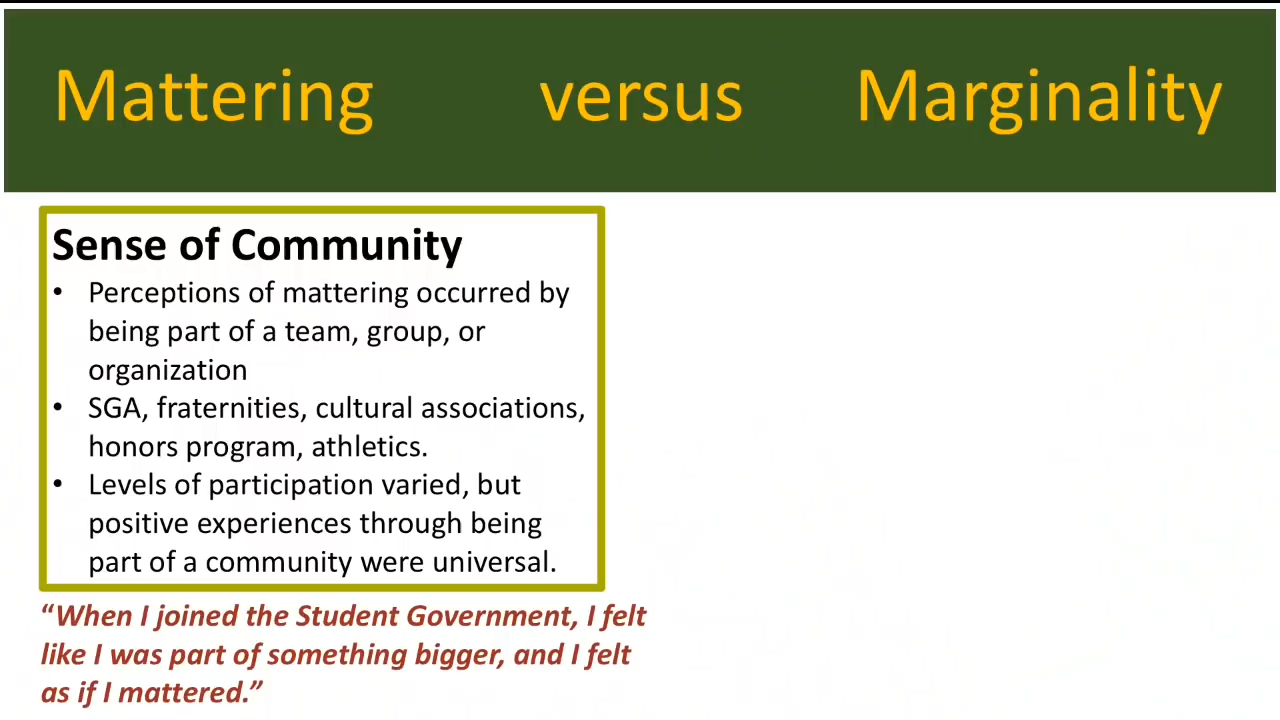 Mattering versus Marginality
Sense of Community
• Perceptions of mattering occurred by
being part of a team, group, or
organization
• SGA, fraternities, cultural associations,
honors program, athletics.
• Levels of participation varied, but
positive experiences through being
part of a community were universal.
“When I joined the Student Government, I felt
like I was part of something bigger, and I felt
as if I mattered.”